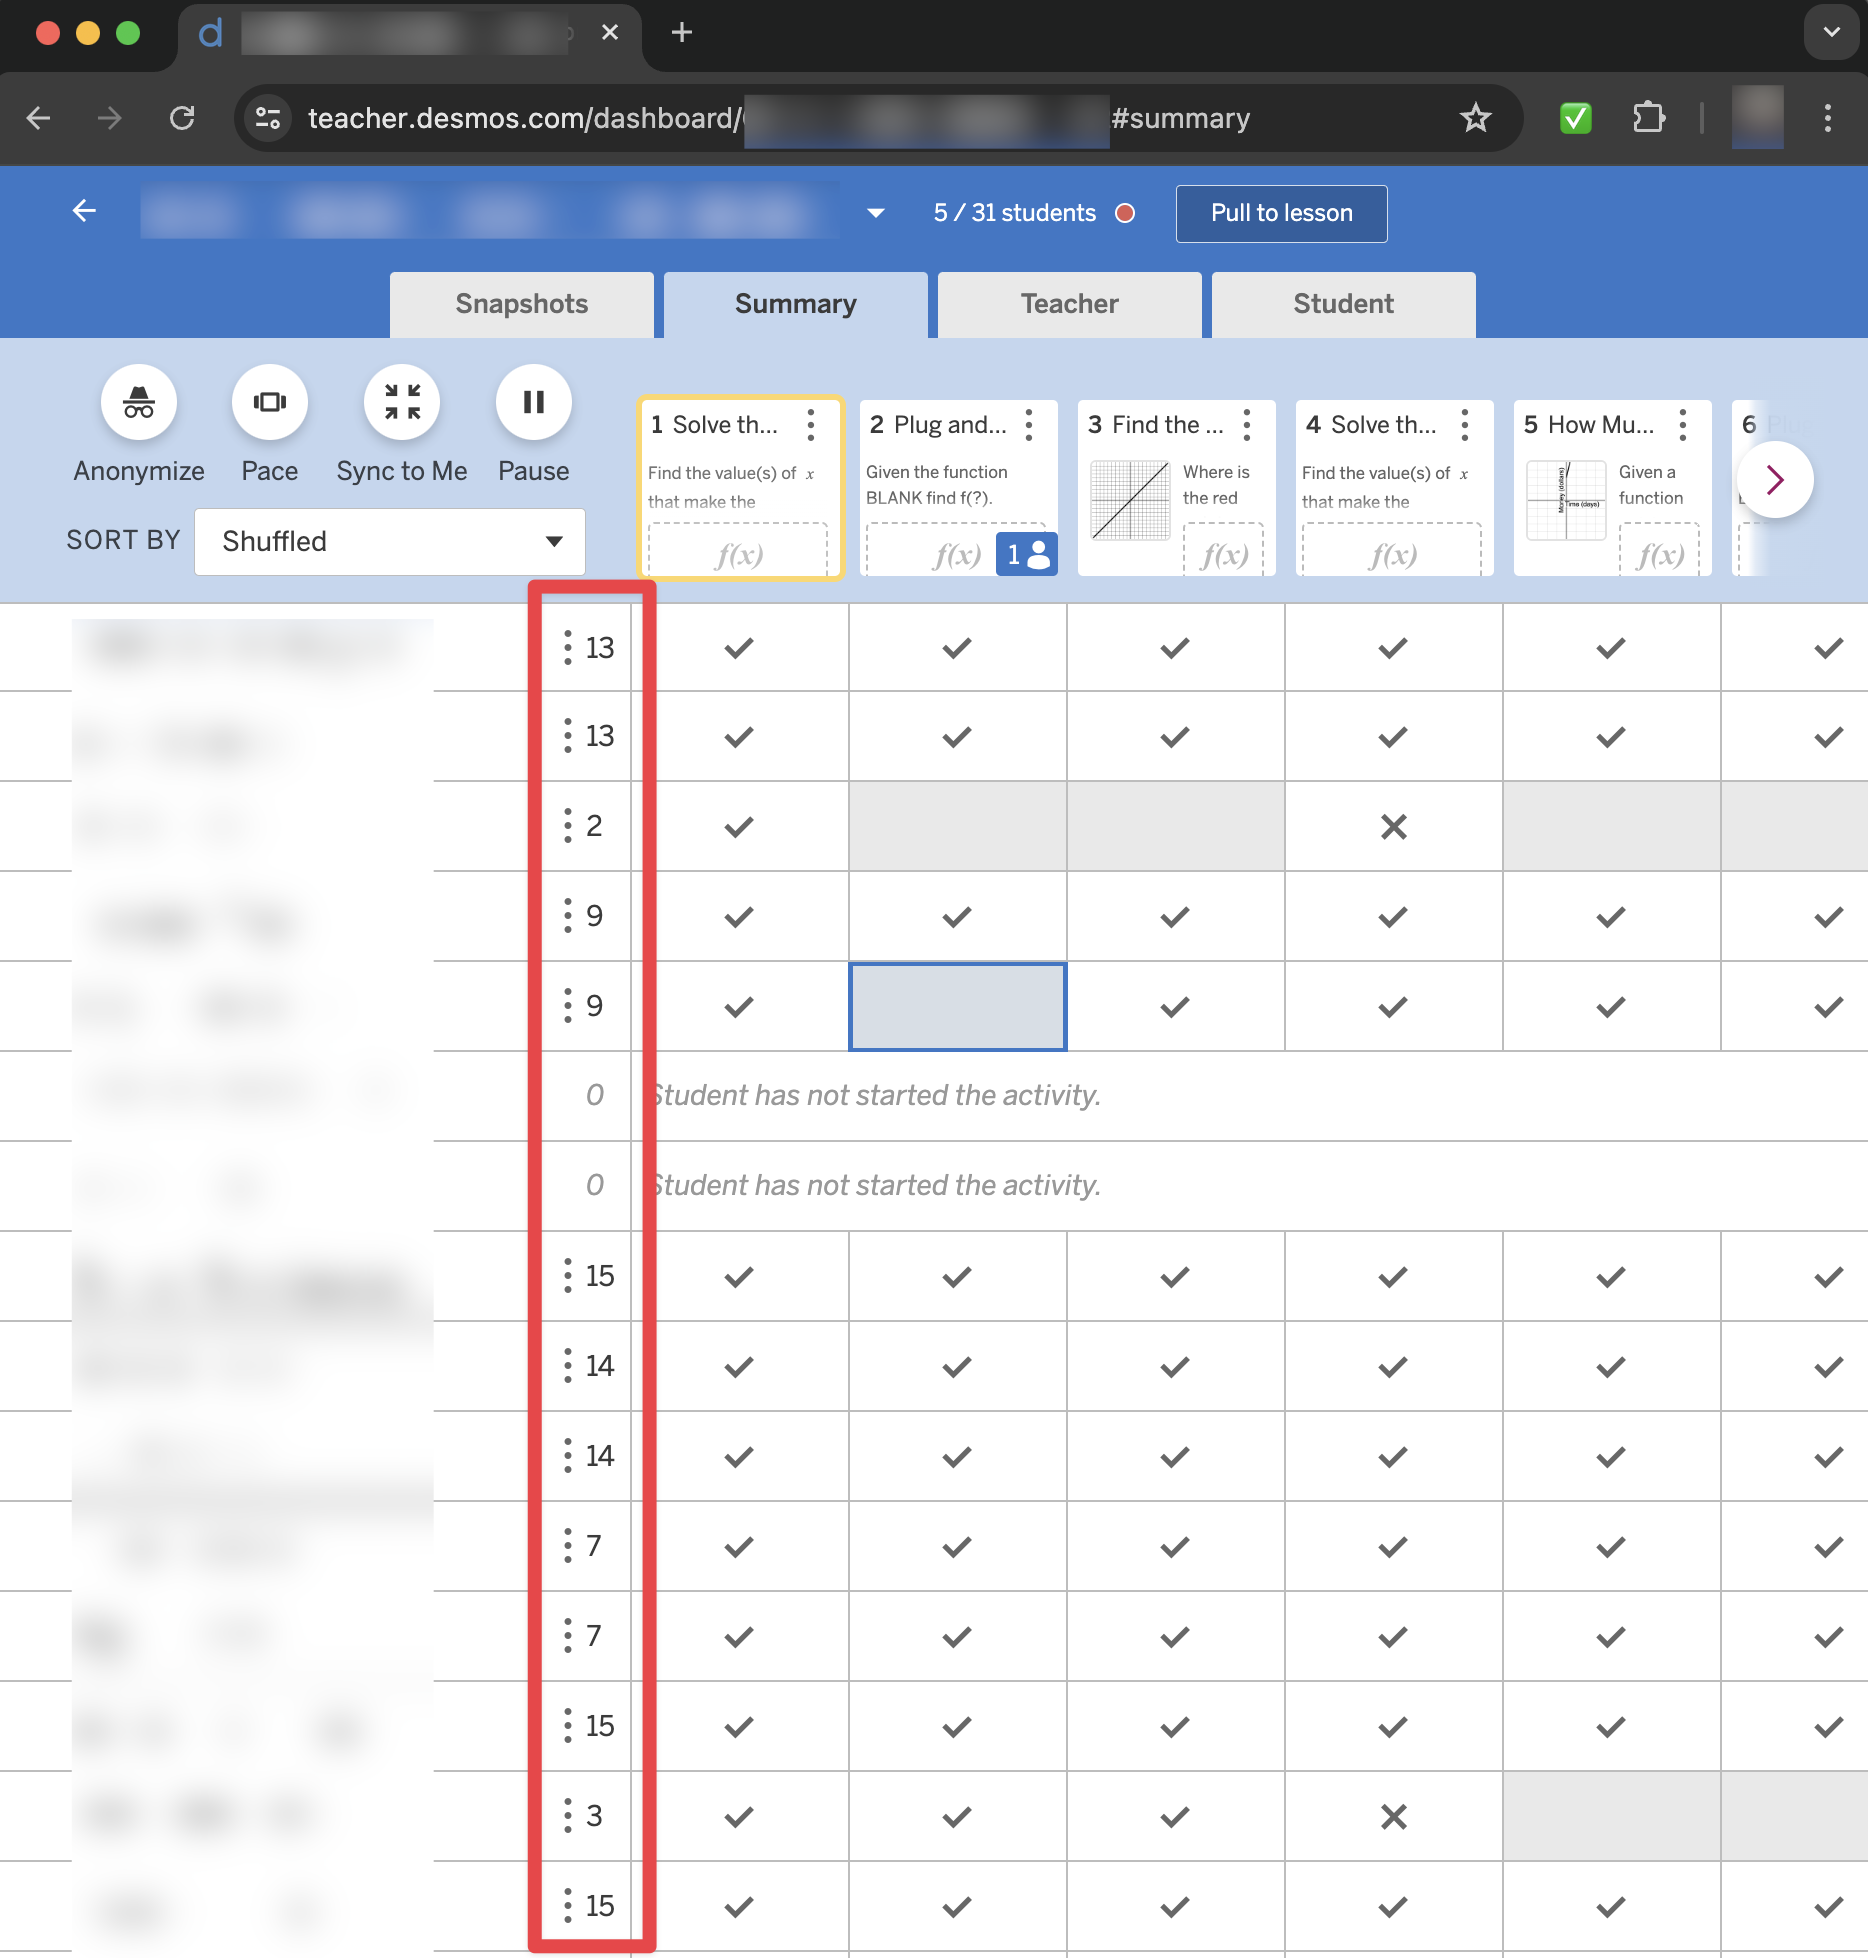 teacher.desmos.com/dashboard/
#summary
5 / 31 students
Pull to lesson
Snapshots
Summary
Teacher
Student
Anonymize
Pace
Sync to Me
Pause
SORT BY
Shuffled
1 Solve th...
Find the value(s) of x
that make the
f(x)
2 Plug and...
Given the function
BLANK find f(?).
f(x)
1
3 Find the ...
Where is
the red
f(x)
4 Solve th...
Find the value(s) of x
that make the
f(x)
5 How Mu...
Money (dollars)
Time (days)
Given a
function
f(x)
6
13
13
2
9
9
0 Student has not started the activity.
0 Student has not started the activity.
15
14
14
7
7
15
3
15